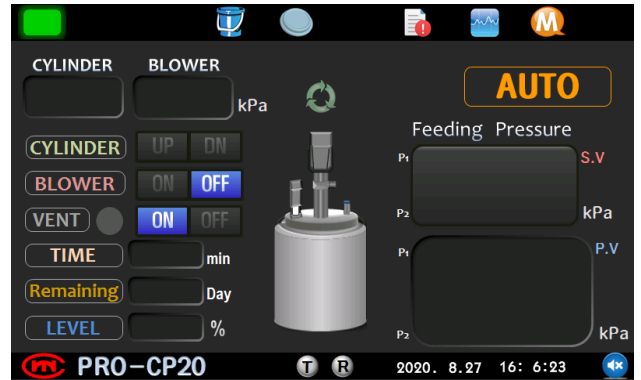 M
CYLINDER BLOWER
kPa
AUTO
Feeding Pressure
CYLINDER UP DN
P1 S.V
BLOWER ON OFF
P2 kPa
VENT ON OFF
TIME min
P1 P.V
Remaining Day
LEVEL %
P2 kPa
PRO-CP20 T R 2020. 8.27 16: 6:23